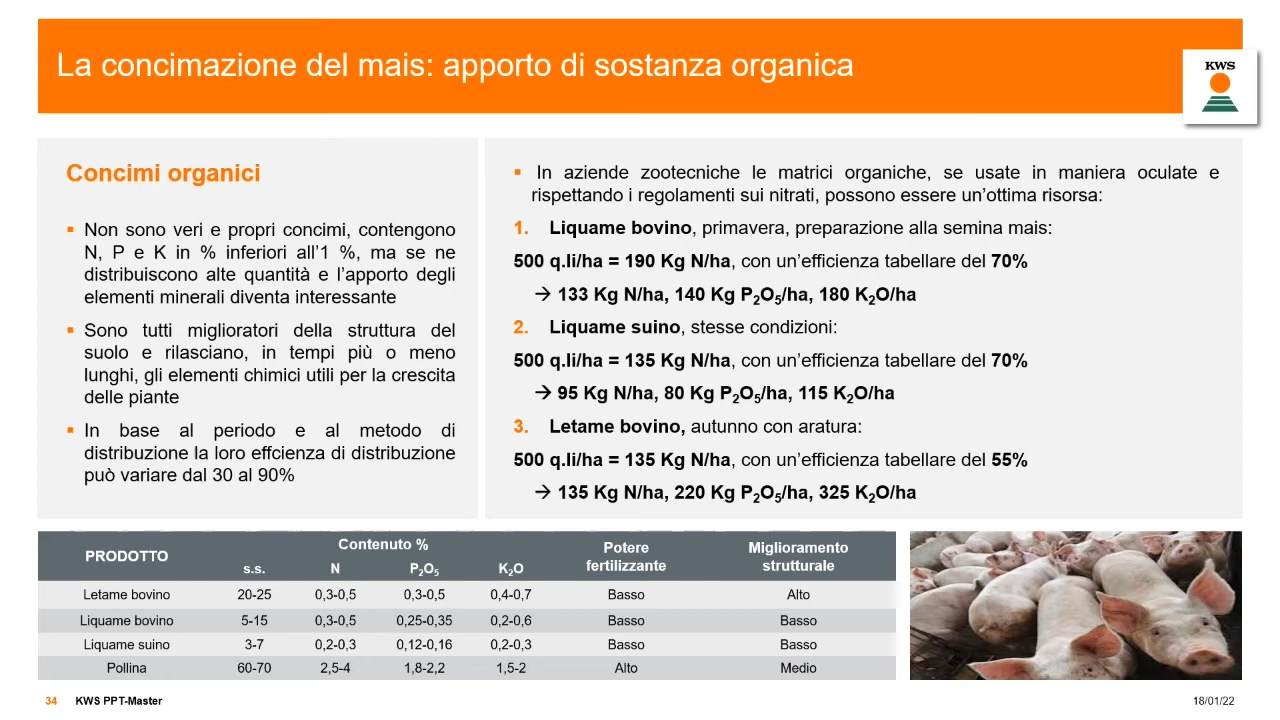 La concimazione del mais: apporto di sostanza organica
KWS
Concimi organici
▪ Non sono veri e propri concimi, contengono
N, P e K in % inferiori all’1 %, ma se ne
distribuiscono alte quantità e l’apporto degli
elementi minerali diventa interessante
▪ Sono tutti miglioratori della struttura del
suolo e rilasciano, in tempi più o meno
lunghi, gli elementi chimici utili per la crescita
delle piante
▪ In base al periodo e al metodo di
distribuzione la loro effcienza di distribuzione
può variare dal 30 al 90%
▪ In aziende zootecniche le matrici organiche, se usate in maniera oculate e
rispettando i regolamenti sui nitrati, possono essere un’ottima risorsa:
1. Liquame bovino, primavera, preparazione alla semina mais:
500 q.li/ha = 190 Kg N/ha, con un’efficienza tabellare del 70%
→ 133 Kg N/ha, 140 Kg P₂O₅/ha, 180 K₂O/ha
2. Liquame suino, stesse condizioni:
500 q.li/ha = 135 Kg N/ha, con un’efficienza tabellare del 70%
→ 95 Kg N/ha, 80 Kg P₂O₅/ha, 115 K₂O/ha
3. Letame bovino, autunno con aratura:
500 q.li/ha = 135 Kg N/ha, con un’efficienza tabellare del 55%
→ 135 Kg N/ha, 220 Kg P₂O₅/ha, 325 K₂O/ha
PRODOTTO Contenuto % Potere fertilizzante Miglioramento strutturale
s.s. N P₂O₅ K₂O
Letame bovino 20-25 0,3-0,5 0,3-0,5 0,4-0,7 Basso Alto
Liquame bovino 5-15 0,3-0,5 0,25-0,35 0,2-0,6 Basso Basso
Liquame suino 3-7 0,2-0,3 0,12-0,16 0,2-0,3 Basso Basso
Pollina 60-70 2,5-4 1,8-2,2 1,5-2 Alto Medio
34 KWS PPT-Master 18/01/22